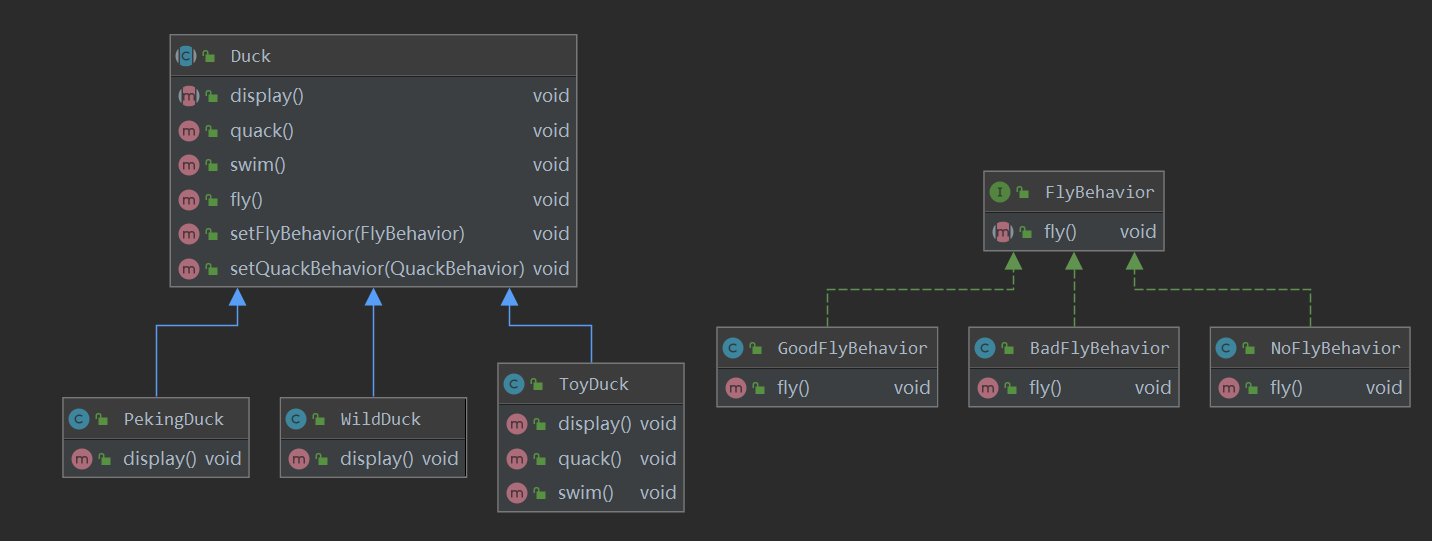 Duck
display() void
quack() void
swim() void
fly() void
setFlyBehavior(FlyBehavior) void
setQuackBehavior(QuackBehavior) void
PekingDuck
display() void
WildDuck
display() void
ToyDuck
display() void
quack() void
swim() void
FlyBehavior
fly() void
GoodFlyBehavior
fly() void
BadFlyBehavior
fly() void
NoFlyBehavior
fly() void